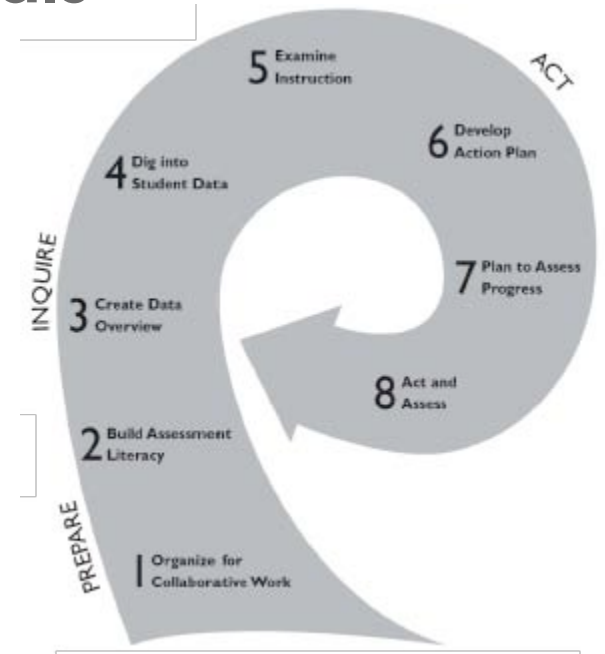 5 Examine
Instruction
ACT
6 Develop
Action Plan
4 Dig into
Student Data
INQUIRE
7 Plan to Assess
Progress
3 Create Data
Overview
8 Act and
Assess
2 Build Assessment
Literacy
PREPARE
1 Organize for
Collaborative Work